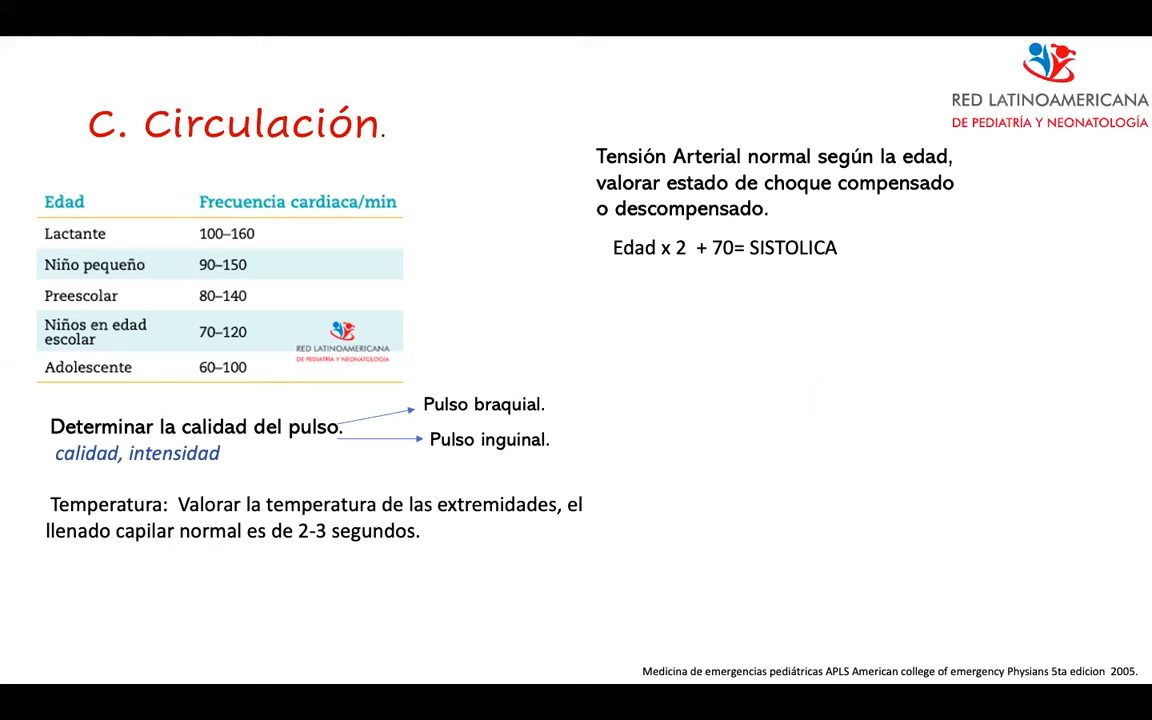 RED LATINOAMERICANA
DE PEDIATRÍA Y NEONATOLOGÍA
C. Circulación.
Edad Frecuencia cardiaca/min
Lactante 100–160
Niño pequeño 90–150
Preescolar 80–140
Niños en edad
escolar 70–120
RED LATINOAMERICANA
DE PEDIATRÍA Y NEONATOLOGÍA
Adolescente 60–100
Tensión Arterial normal según la edad,
valorar estado de choque compensado
o descompensado.
Edad x 2 + 70= SISTOLICA
Determinar la calidad del pulso.
calidad, intensidad
Pulso braquial.
Pulso inguinal.
Temperatura: Valorar la temperatura de las extremidades, el
llenado capilar normal es de 2-3 segundos.
Medicina de emergencias pediátricas APLS American college of emergency Physians 5ta edicion 2005.